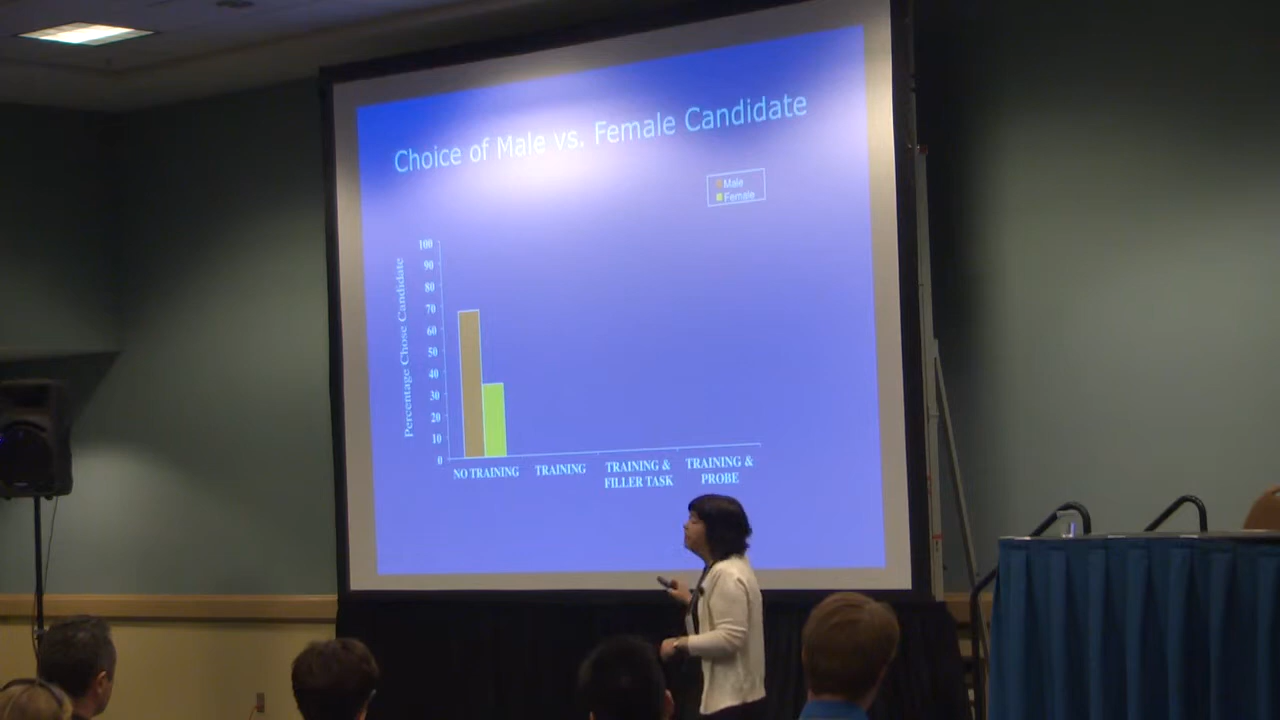 Choice of Male vs. Female Candidate
Male
Female
Percentage Chose Candidate
100
90
80
70
60
50
40
30
20
10
0
NO TRAINING
TRAINING
TRAINING &
FILLER TASK
TRAINING &
PROBE